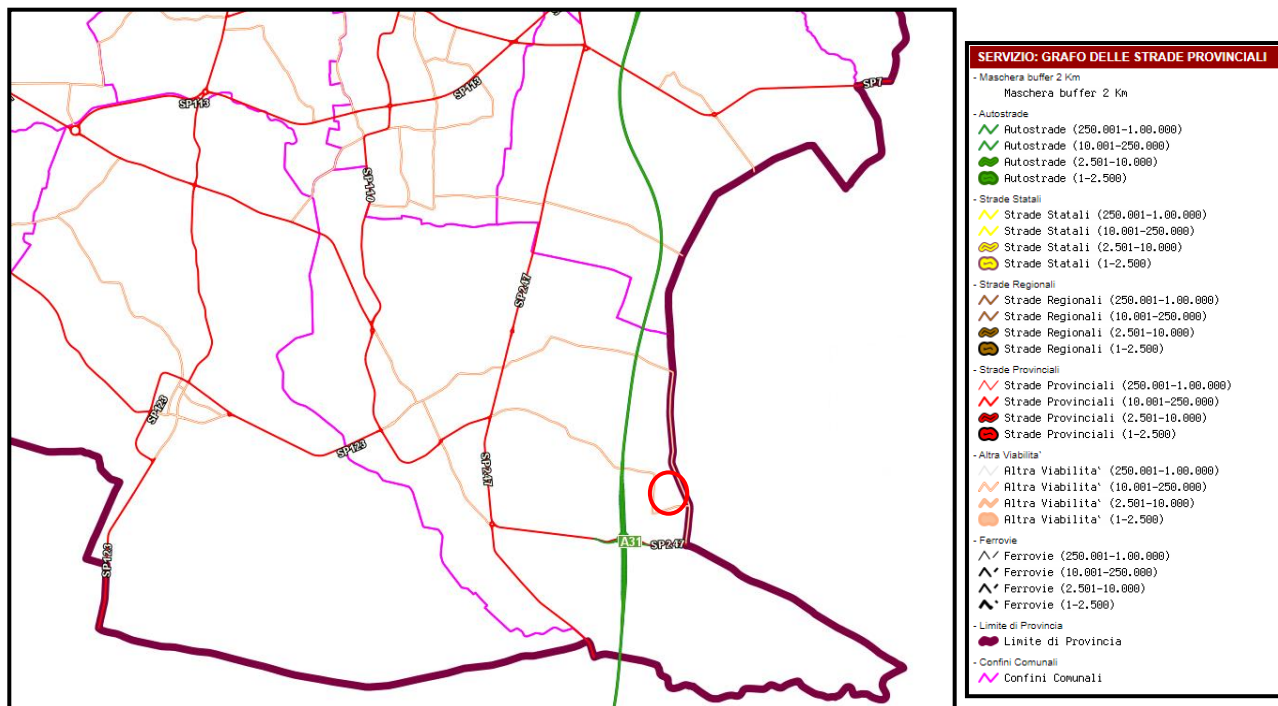 SP7
SP113
SP113
SP110
SP247
SP123
SP123
SP247
A31
SP247
SP123
SERVIZIO: GRAFO DELLE STRADE PROVINCIALI
- Maschera buffer 2 Km
Maschera buffer 2 Km
- Autostrade
Autostrade (250.001-1.00.000)
Autostrade (10.001-250.000)
Autostrade (2.501-10.000)
Autostrade (1-2.500)
- Strade Statali
Strade Statali (250.001-1.00.000)
Strade Statali (10.001-250.000)
Strade Statali (2.501-10.000)
Strade Statali (1-2.500)
- Strade Regionali
Strade Regionali (250.001-1.00.000)
Strade Regionali (10.001-250.000)
Strade Regionali (2.501-10.000)
Strade Regionali (1-2.500)
- Strade Provinciali
Strade Provinciali (250.001-1.00.000)
Strade Provinciali (10.001-250.000)
Strade Provinciali (2.501-10.000)
Strade Provinciali (1-2.500)
- Altra Viabilita'
Altra Viabilita' (250.001-1.00.000)
Altra Viabilita' (10.001-250.000)
Altra Viabilita' (2.501-10.000)
Altra Viabilita' (1-2.500)
- Ferrovie
Ferrovie (250.001-1.00.000)
Ferrovie (10.001-250.000)
Ferrovie (2.501-10.000)
Ferrovie (1-2.500)
- Limite di Provincia
Limite di Provincia
- Confini Comunali
Confini Comunali